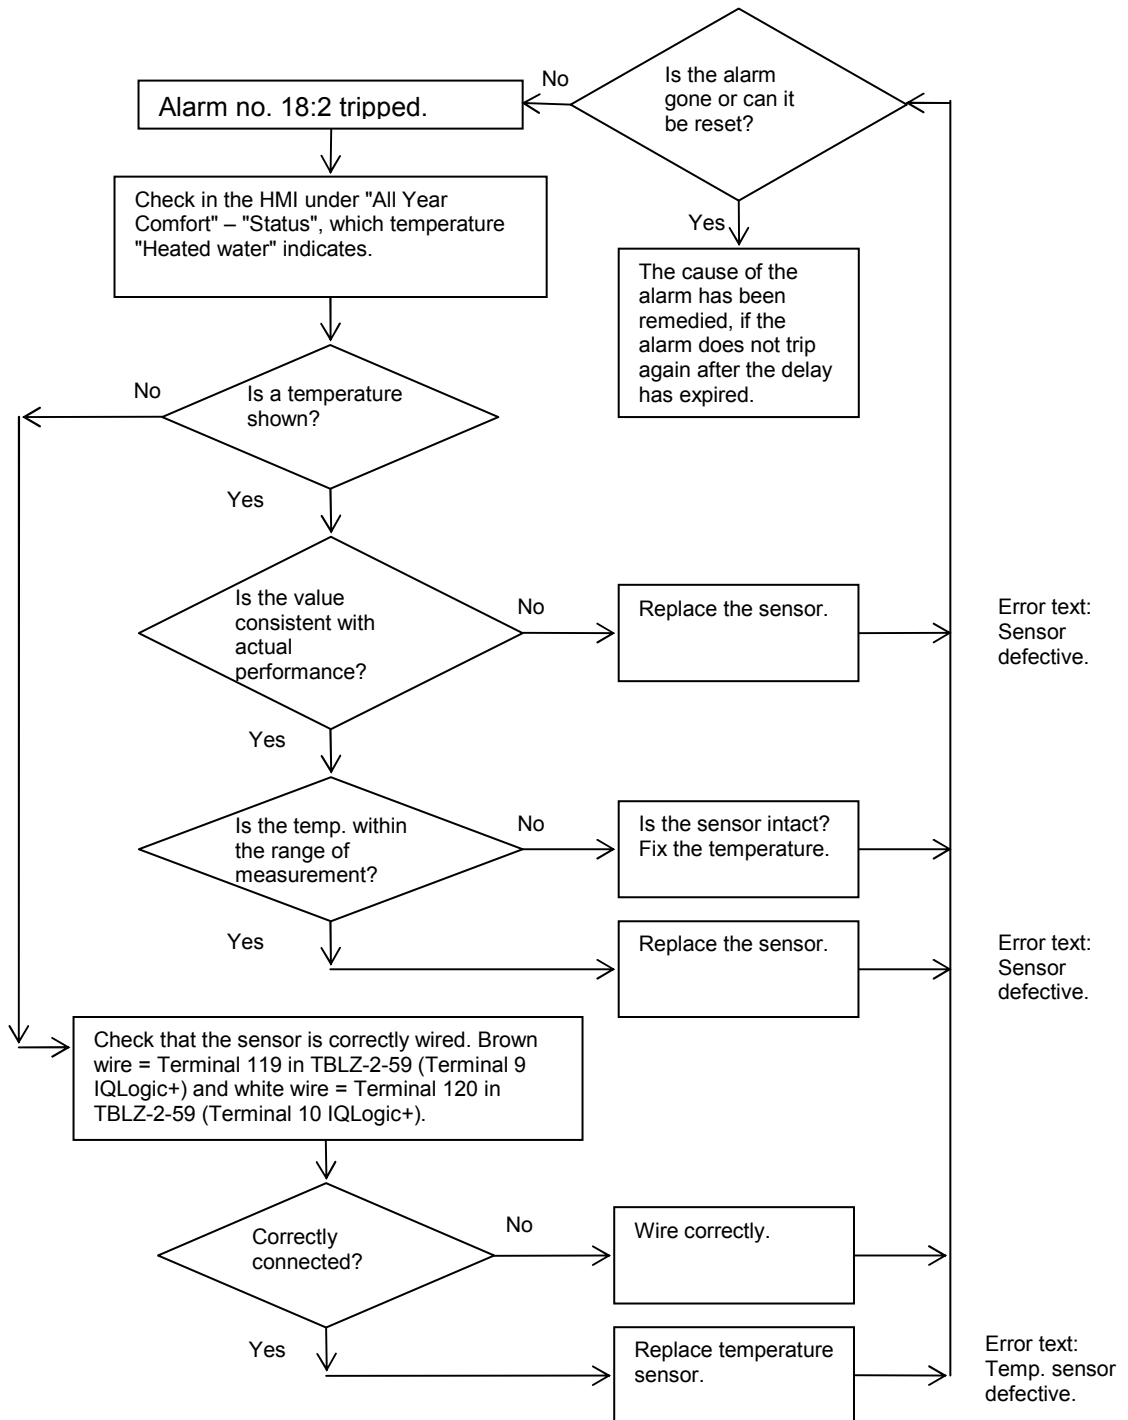 Is the alarm
gone or can it
be reset?
No
Alarm no. 18:2 tripped.
Check in the HMI under "All Year
Comfort" – "Status", which temperature
"Heated water" indicates.
Yes
The cause of the
alarm has been
remedied, if the
alarm does not trip
again after the delay
has expired.
No
Is a temperature
shown?
Yes
Is the value
consistent with
actual
performance?
No
Replace the sensor.
Error text:
Sensor
defective.
Yes
Is the temp. within
the range of
measurement?
No
Is the sensor intact?
Fix the temperature.
Yes
Replace the sensor.
Error text:
Sensor
defective.
Check that the sensor is correctly wired. Brown
wire = Terminal 119 in TBLZ-2-59 (Terminal 9
IQLogic+) and white wire = Terminal 120 in
TBLZ-2-59 (Terminal 10 IQLogic+).
Correctly
connected?
No
Wire correctly.
Yes
Replace temperature
sensor.
Error text:
Temp. sensor
defective.